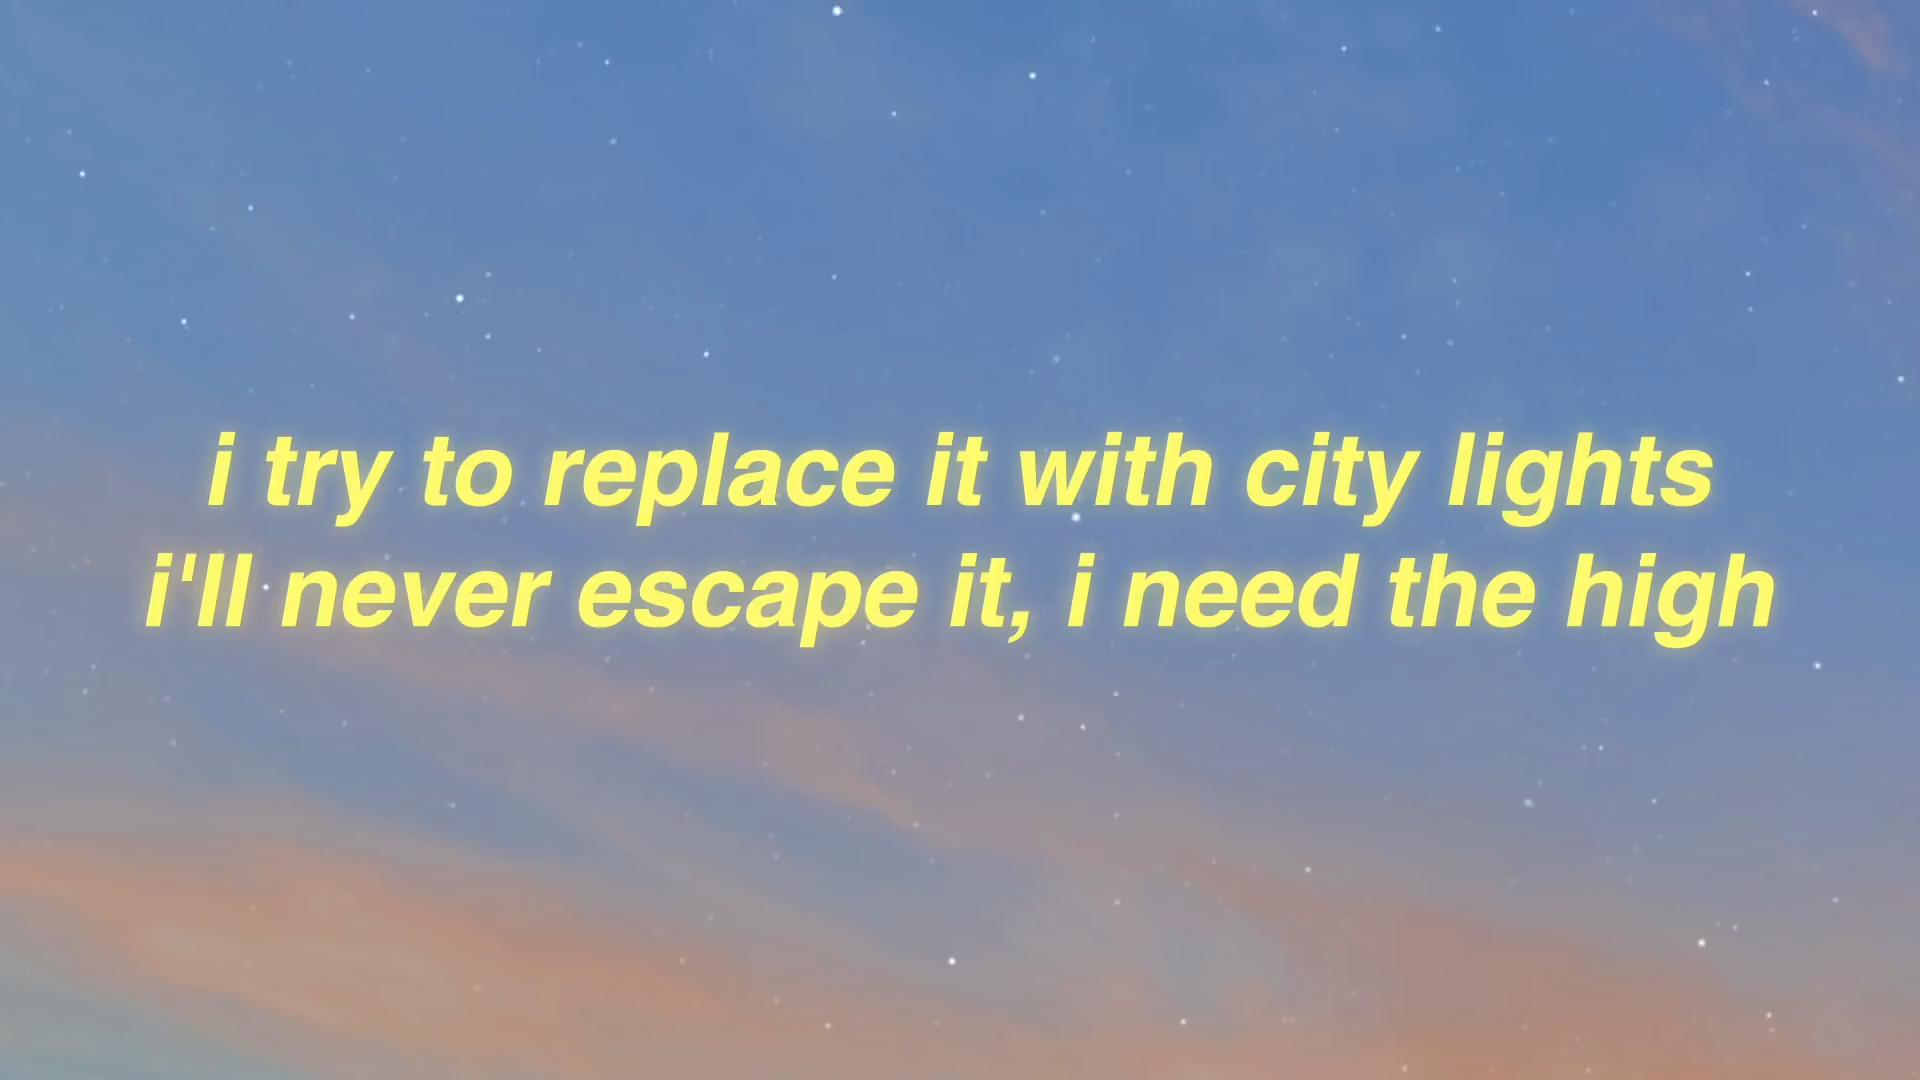 i try to replace it with city lights
i'll never escape it, i need the high